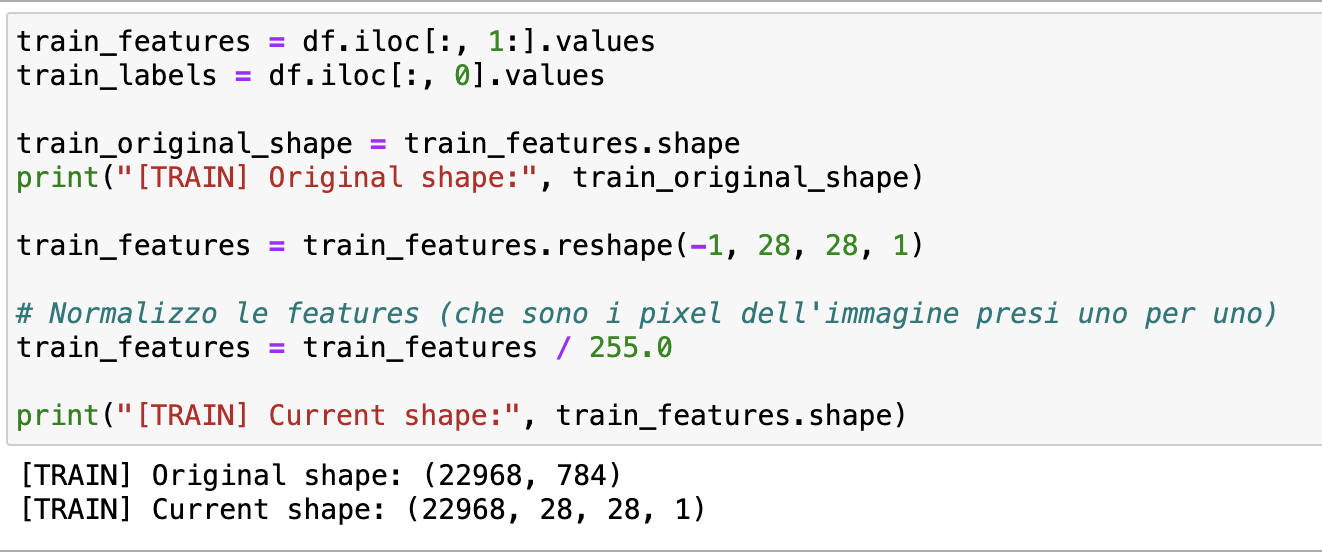 train_features = df.iloc[:, 1:].values
train_labels = df.iloc[:, 0].values
train_original_shape = train_features.shape
print("[TRAIN] Original shape:", train_original_shape)
train_features = train_features.reshape(-1, 28, 28, 1)
# Normalizzo le features (che sono i pixel dell'immagine presi uno per uno)
train_features = train_features / 255.0
print("[TRAIN] Current shape:", train_features.shape)
[TRAIN] Original shape: (22968, 784)
[TRAIN] Current shape: (22968, 28, 28, 1)